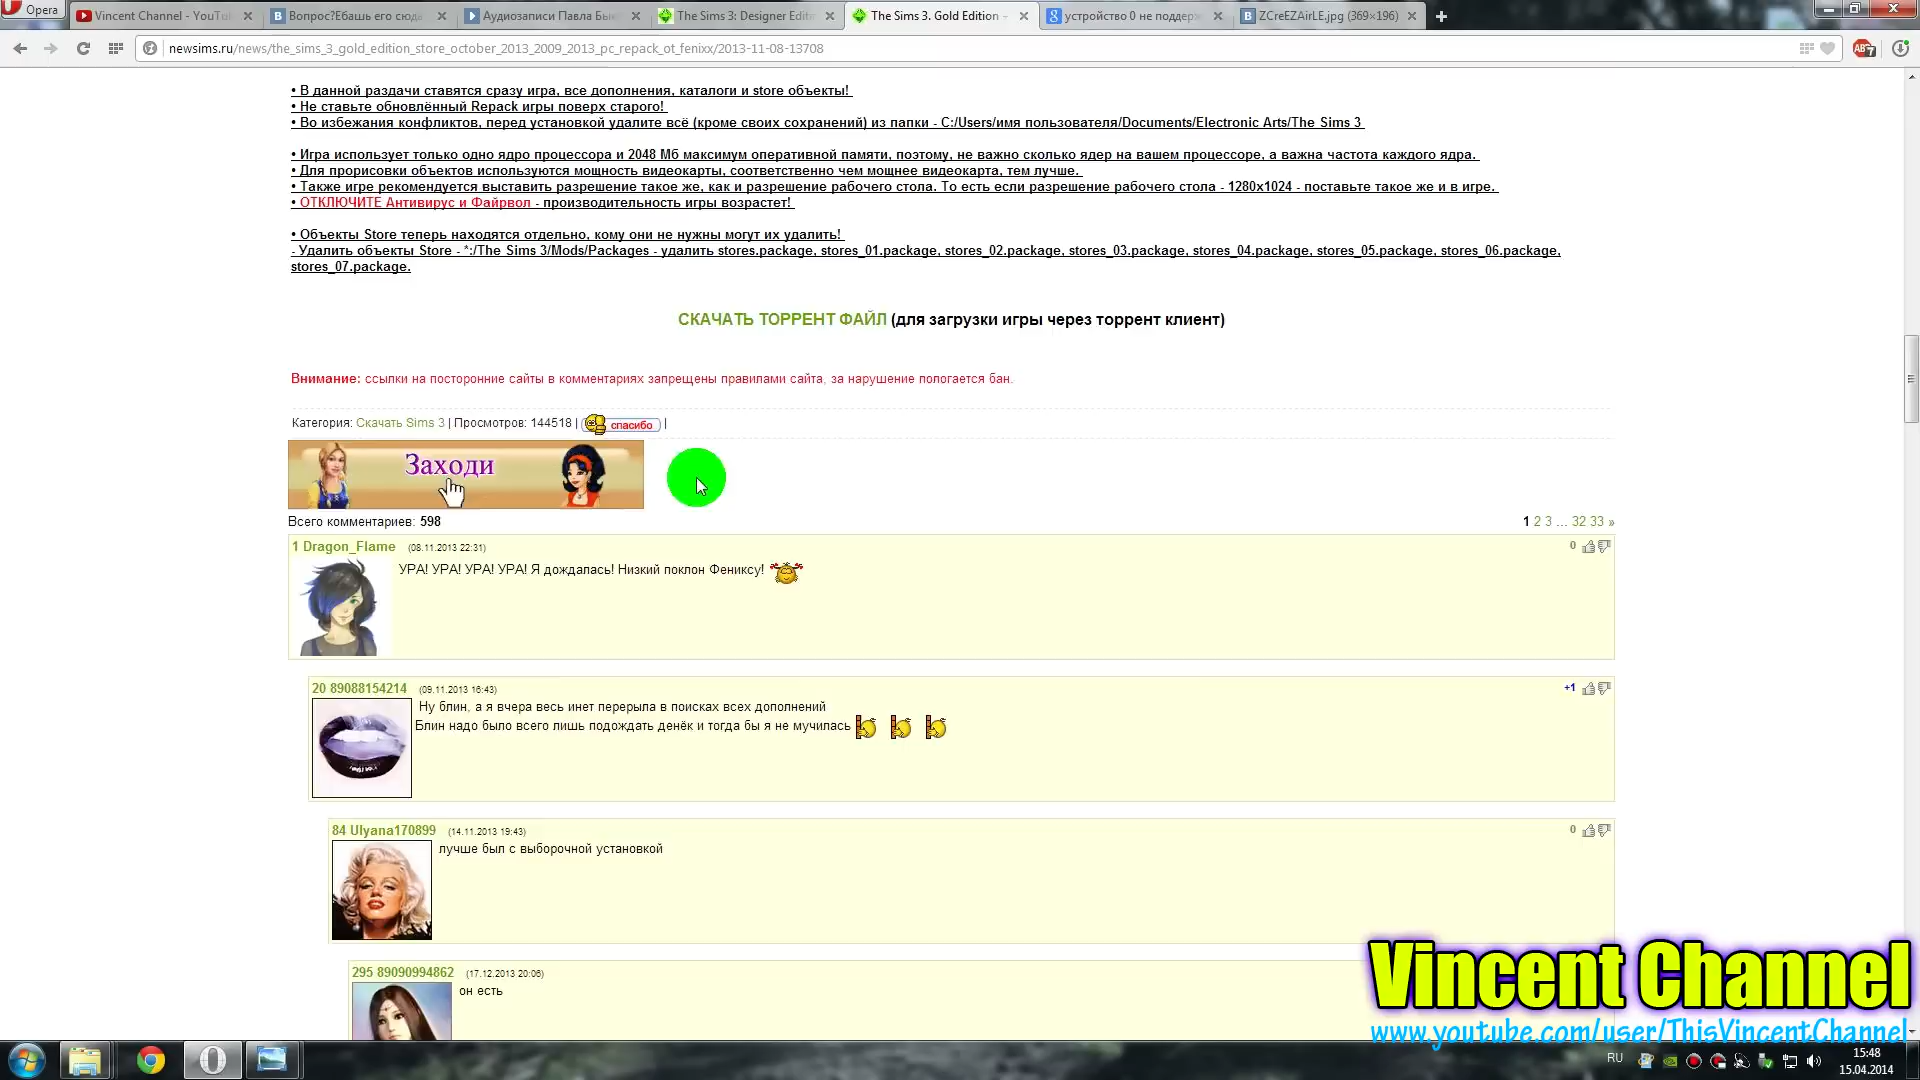 Opera
Vincent Channel - YouTu
Вопрос?Ебашь его сюда
Аудиозаписи Павла Бы
The Sims 3: Designer Editi
The Sims 3. Gold Edition -
устройство 0 не поддерж
ZCreEZAirLE.jpg (369×196)
newsims.ru/news/the_sims_3_gold_edition_store_october_2013_2009_2013_pc_repack_ot_fenixx/2013-11-08-13708
• В данной раздачи ставятся сразу игра, все дополнения, каталоги и store объекты!
• Не ставьте обновлённый Repack игры поверх старого!
• Во избежания конфликтов, перед установкой удалите всё (кроме своих сохранений) из папки - C:/Users/имя пользователя/Documents/Electronic Arts/The Sims 3
• Игра использует только одно ядро процессора и 2048 Мб максимум оперативной памяти, поэтому, не важно сколько ядер на вашем процессоре, а важна частота каждого ядра.
• Для прорисовки объектов используются мощность видеокарты, соответственно чем мощнее видеокарта, тем лучше.
• Также игре рекомендуется выставить разрешение такое же, как и разрешение рабочего стола. То есть если разрешение рабочего стола - 1280x1024 - поставьте такое же и в игре.
• ОТКЛЮЧИТЕ Антивирус и Файрвол - производительность игры возрастет!
• Объекты Store теперь находятся отдельно, кому они не нужны могут их удалить!
- Удалить объекты Store - *:/The Sims 3/Mods/Packages - удалить stores.package, stores_01.package, stores_02.package, stores_03.package, stores_04.package, stores_05.package, stores_06.package,
stores_07.package.
СКАЧАТЬ ТОРРЕНТ ФАЙЛ (для загрузки игры через торрент клиент)
Внимание: ссылки на посторонние сайты в комментариях запрещены правилами сайта, за нарушение пологается бан.
Категория: Скачать Sims 3 | Просмотров: 144518 | спасибо |
Заходи
Всего комментариев: 598
1 2 3 ... 32 33 »
1 Dragon_Flame (08.11.2013 22:31)
0
УРА! УРА! УРА! УРА! Я дождалась! Низкий поклон Фениксу!
20 89088154214 (09.11.2013 16:43)
+1
Ну блин, а я вчера весь инет перерыла в поисках всех дополнений
Блин надо было всего лишь подождать денёк и тогда бы я не мучилась
84 Ulyana170899 (14.11.2013 19:43)
0
лучше был с выборочной установкой
295 89090994862 (17.12.2013 20:06)
он есть
Vincent Channel
www.youtube.com/user/ThisVincentChannel
RU
15:48
15.04.2014